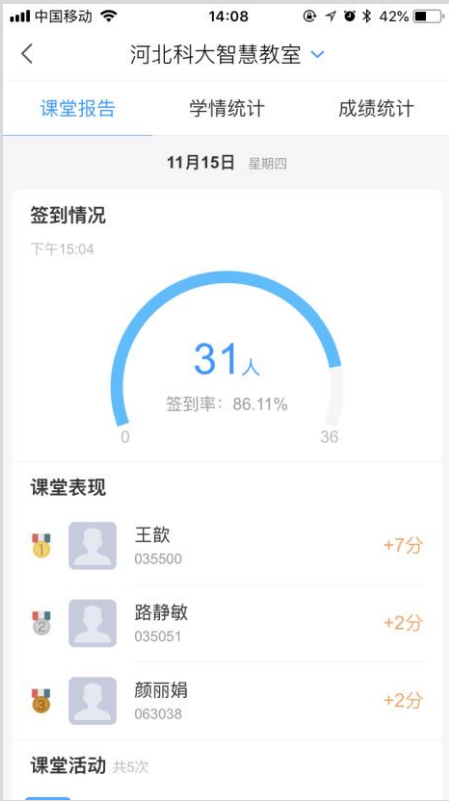 中国移动 14:08 42%
河北科大智慧教室
课堂报告 学情统计 成绩统计
11月15日 星期四
签到情况
下午15:04
31人
签到率：86.11%
0 36
课堂表现
1 王歆 +7分
035500
2 路静敏 +2分
035051
3 颜丽娟 +2分
063038
课堂活动 共5次